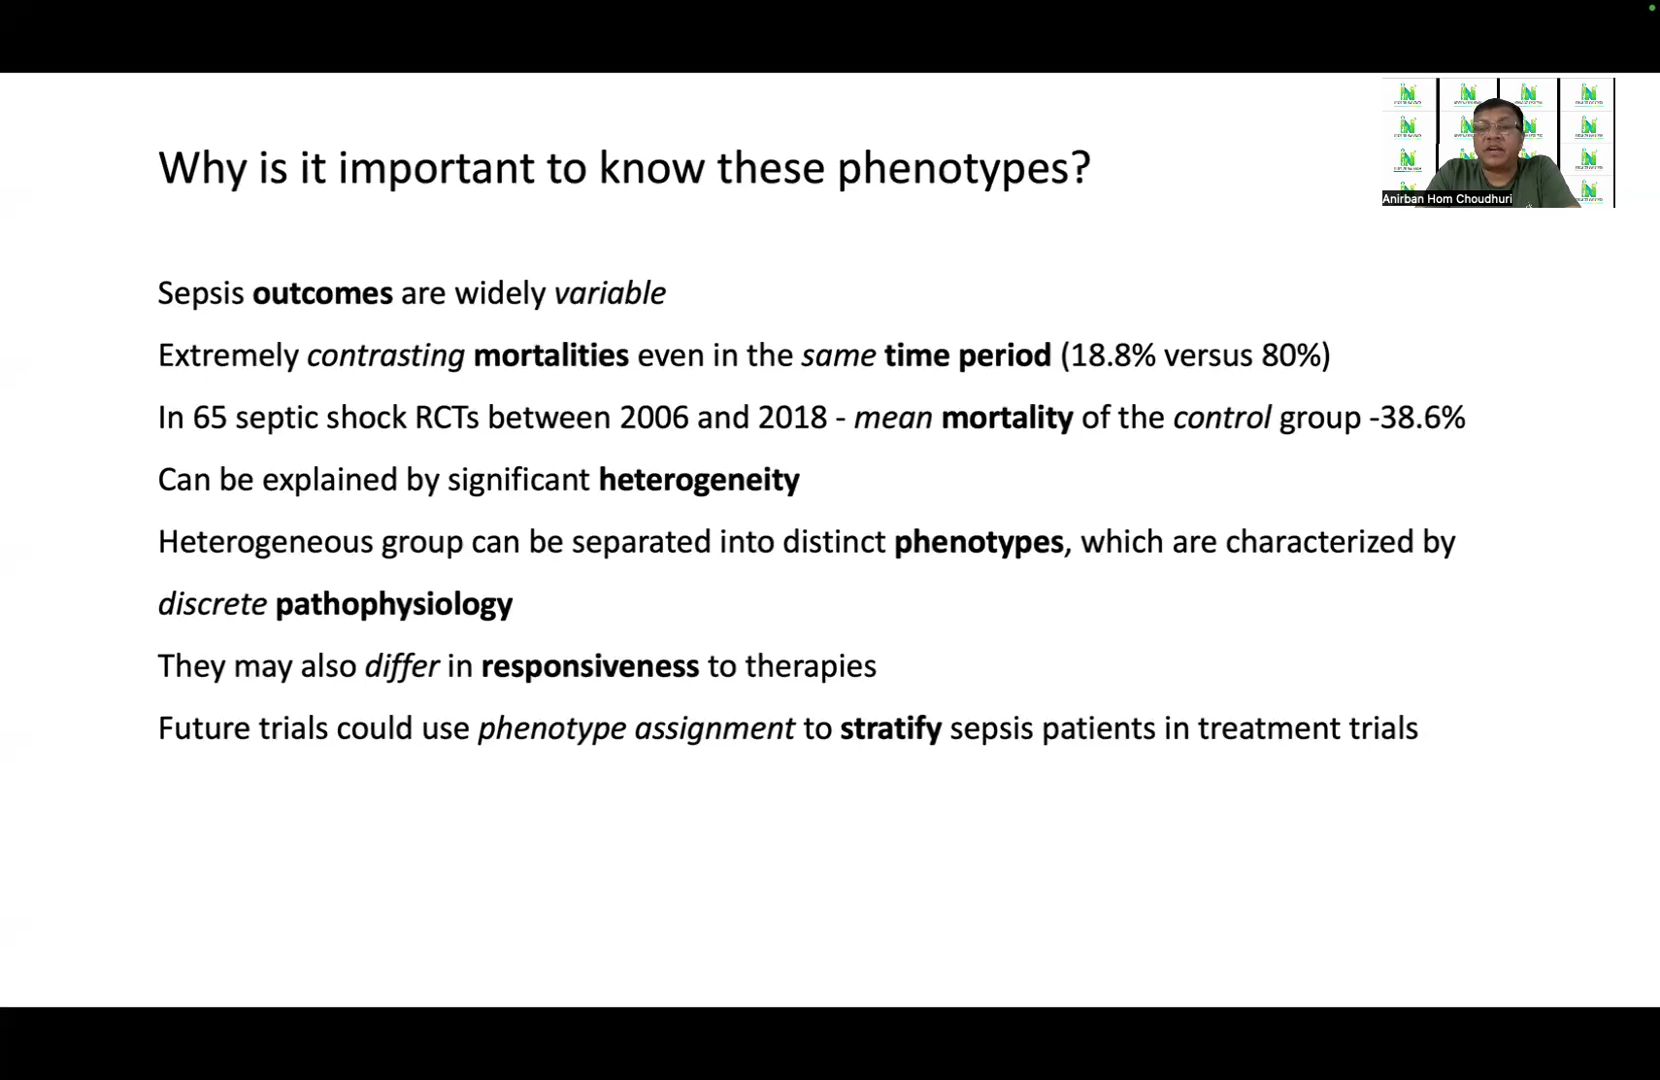 Why is it important to know these phenotypes?
Anirban Hom Choudhuri
Sepsis outcomes are widely variable
Extremely contrasting mortalities even in the same time period (18.8% versus 80%)
In 65 septic shock RCTs between 2006 and 2018 - mean mortality of the control group -38.6%
Can be explained by significant heterogeneity
Heterogeneous group can be separated into distinct phenotypes, which are characterized by
discrete pathophysiology
They may also differ in responsiveness to therapies
Future trials could use phenotype assignment to stratify sepsis patients in treatment trials